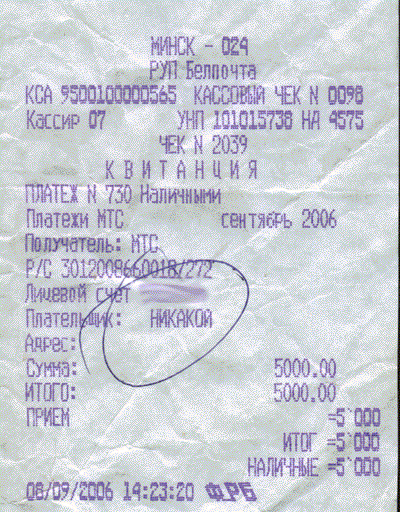 МИНСК - 024
РУП Белпочта
КСА 9500100000565 КАССОВЫЙ ЧЕК N 0098
Кассир 07 УНП 101015738 НА 4575
ЧЕК N 2039
КВИТАНЦИЯ
ПЛАТЕЖ N 730 Наличными
Платежи МТС сентябрь 2006
Получатель: МТС
Р/С 3012008660018/272
Лицевой счет
Плательщик: НИКАКОЙ
Адрес:
Сумма: 5000.00
ИТОГО: 5000.00
ПРИЕМ =5`000
ИТОГ =5`000
НАЛИЧНЫЕ =5`000
08/09/2006 14:23:20 ФРБ